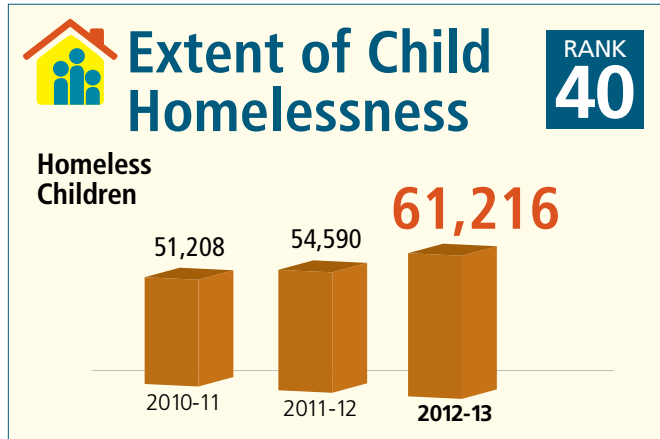 Extent of Child
Homelessness
RANK
40
Homeless
Children
51,208
54,590
61,216
2010-11
2011-12
2012-13